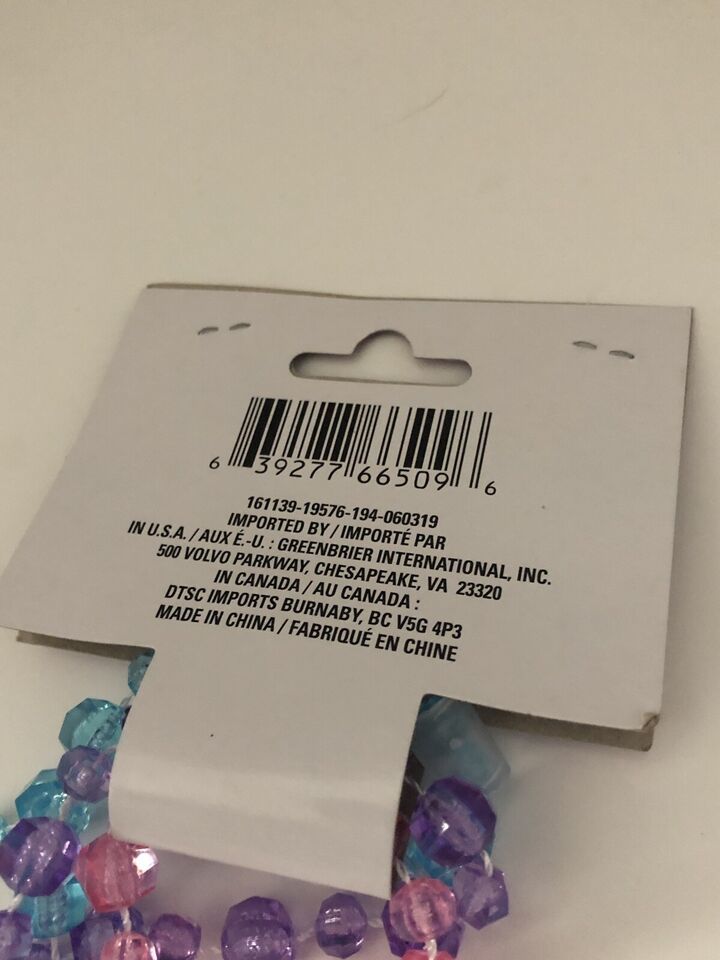 6 39277 66509 6
161139-19576-194-060319
IMPORTED BY / IMPORTÉ PAR
IN U.S.A. / AUX É.-U. : GREENBRIER INTERNATIONAL, INC.
500 VOLVO PARKWAY, CHESAPEAKE, VA 23320
IN CANADA / AU CANADA :
DTSC IMPORTS BURNABY, BC V5G 4P3
MADE IN CHINA / FABRIQUÉ EN CHINE